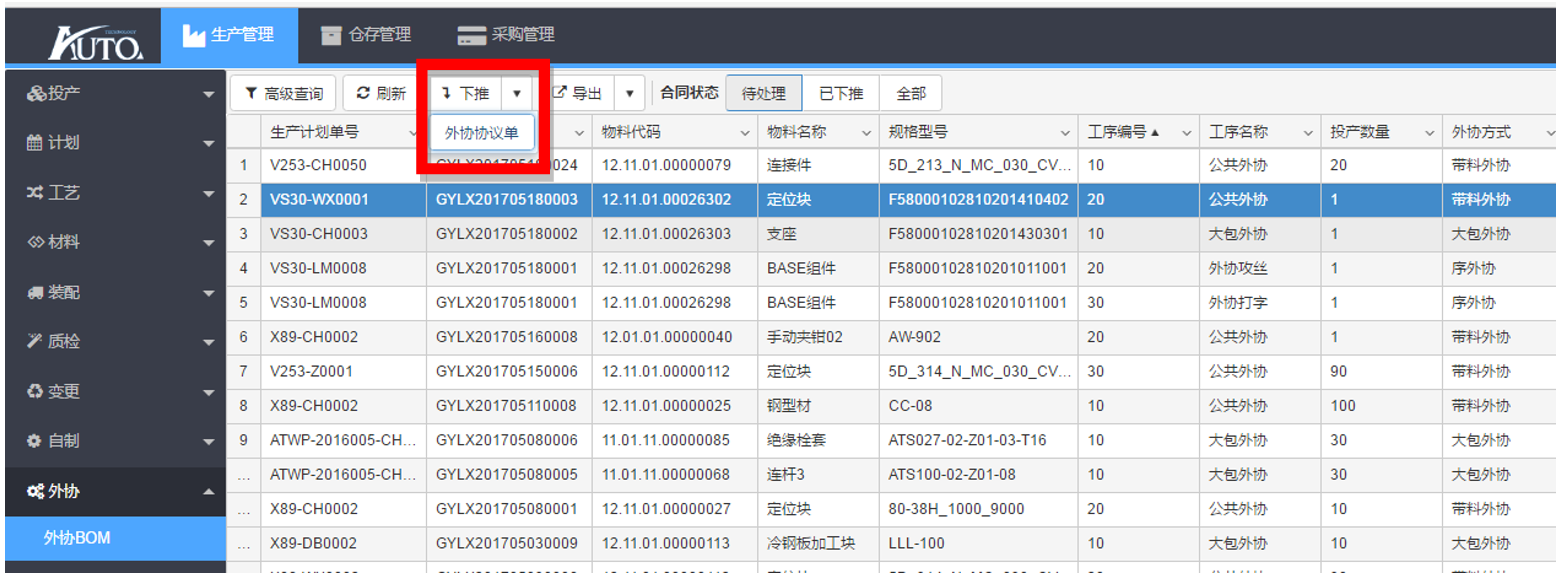 AUTO. TECHNOLOGY 生产管理 仓存管理 采购管理
投产
计划
工艺
材料
装配
质检
变更
自制
外协
外协BOM
高级查询 刷新 下推 导出 合同状态 待处理 已下推 全部
外协协议单
生产计划单号 物料代码 物料名称 规格型号 工序编号 工序名称 投产数量 外协方式
1 V253-CH0050 024 12.11.01.00000079 连接件 5D_213_N_MC_030_CV... 10 公共外协 20 带料外协
2 VS30-WX0001 GYLX201705180003 12.11.01.00026302 定位块 F58000102810201410402 20 公共外协 1 带料外协
3 VS30-CH0003 GYLX201705180002 12.11.01.00026303 支座 F58000102810201430301 10 大包外协 1 大包外协
4 VS30-LM0008 GYLX201705180001 12.11.01.00026298 BASE组件 F58000102810201011001 20 外协攻丝 1 序外协
5 VS30-LM0008 GYLX201705180001 12.11.01.00026298 BASE组件 F58000102810201011001 30 外协打字 1 序外协
6 X89-CH0002 GYLX201705160008 12.01.01.00000040 手动夹钳02 AW-902 20 公共外协 1 带料外协
7 V253-Z0001 GYLX201705150006 12.11.01.00000112 定位块 5D_314_N_MC_030_CV... 30 公共外协 90 带料外协
8 X89-CH0002 GYLX201705110008 12.11.01.00000025 钢型材 CC-08 10 公共外协 100 带料外协
9 ATWP-2016005-CH... GYLX201705080006 11.01.11.00000085 绝缘栓套 ATS027-02-Z01-03-T16 10 大包外协 30 大包外协
... ATWP-2016005-CH... GYLX201705080005 11.01.11.00000068 连杆3 ATS100-02-Z01-08 10 大包外协 30 大包外协
... X89-CH0002 GYLX201705080001 12.11.01.00000027 定位块 80-38H_1000_9000 20 公共外协 10 带料外协
... X89-DB0002 GYLX201705030009 12.11.01.00000113 冷钢板加工块 LLL-100 10 大包外协 10 大包外协